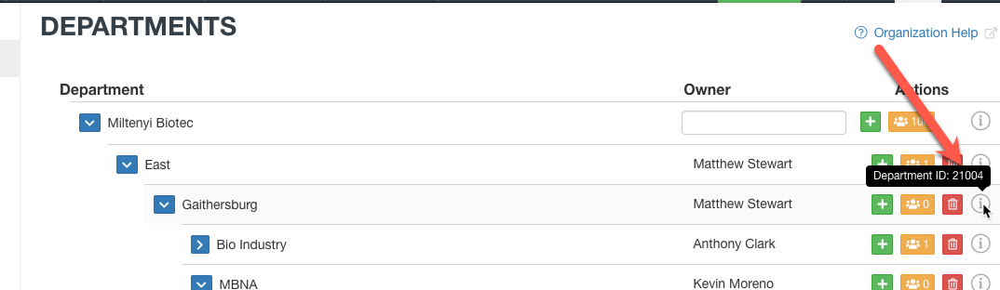 DEPARTMENTS
Organization Help
Department Owner Actions
Miltenyi Biotec
East Matthew Stewart 1
Department ID: 21004
Gaithersburg Matthew Stewart 0
Bio Industry Anthony Clark 1
MBNA Kevin Moreno 0